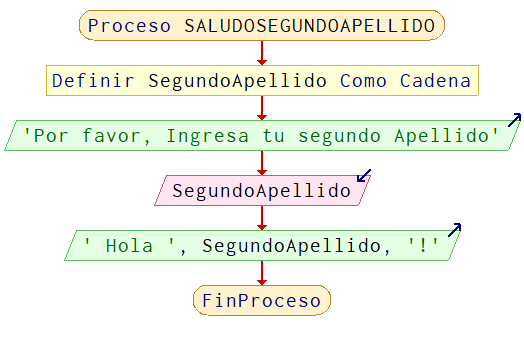 Proceso SALUDOSEGUNDOAPELLIDO
Definir SegundoApellido Como Cadena
'Por favor, Ingresa tu segundo Apellido'
SegundoApellido
' Hola ', SegundoApellido, '!'
FinProceso